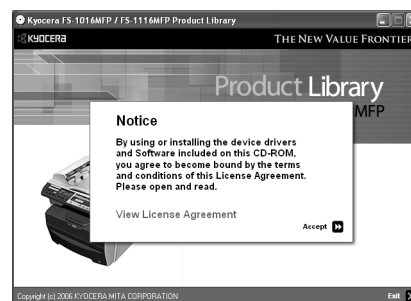 Kyocera FS-1016MFP / FS-1116MFP Product Library
KYOCERA
THE NEW VALUE FRONTIER
Product Library
MFP
Notice
By using or installing the device drivers
and Software included on this CD-ROM,
you agree to become bound by the terms
and conditions of this License Agreement.
Please open and read.
View License Agreement
Accept
Copyright (c) 2006 KYOCERA MITA CORPORATION
Exit